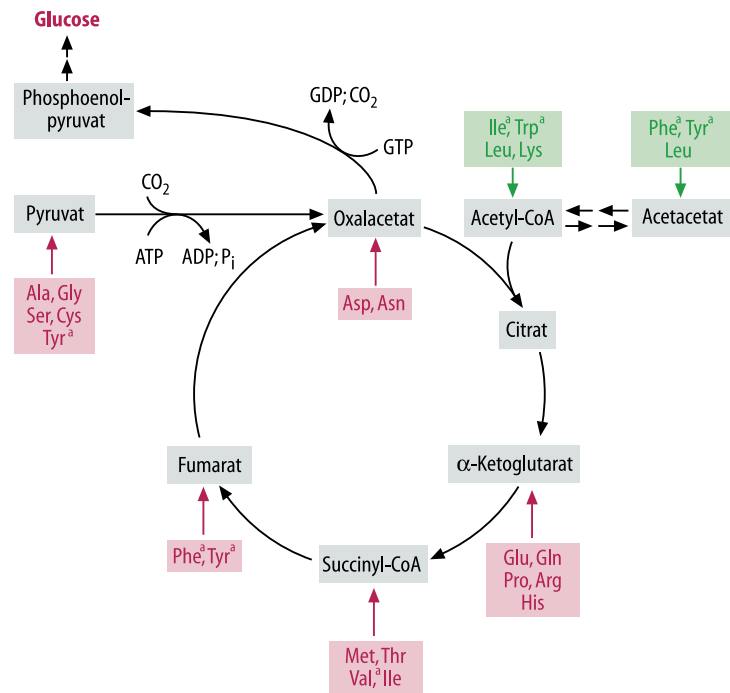 Glucose
Phosphoenol-
pyruvat
GDP; CO₂
GTP
Ile,ᵃ Trpᵃ
Leu, Lys
Phe,ᵃ Tyrᵃ
Leu
CO₂
Pyruvat
Oxalacetat
Acetyl-CoA
Acetacetat
ATP
ADP; Pᵢ
Ala, Gly
Ser, Cys
Tyrᵃ
Asp, Asn
Citrat
Fumarat
α-Ketoglutarat
Phe,ᵃ Tyrᵃ
Succinyl-CoA
Glu, Gln
Pro, Arg
His
Met, Thr
Val,ᵃ Ile